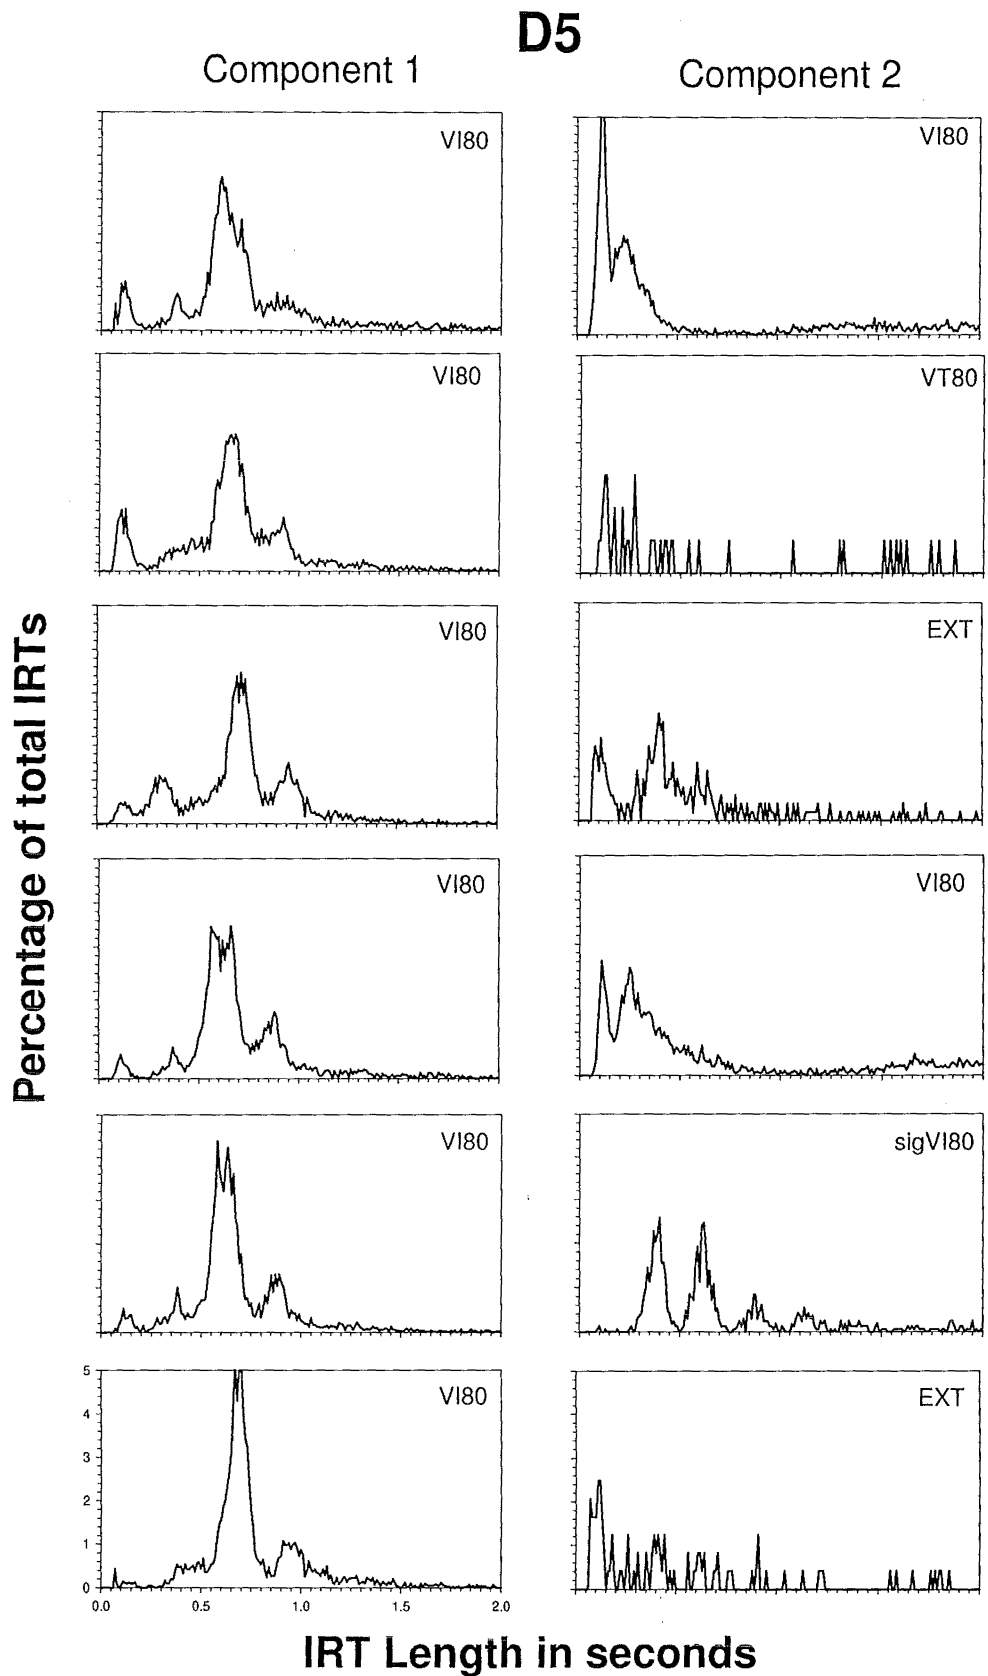 D5
Component 1
Component 2
VI80
VI80
VI80
VT80
VI80
EXT
VI80
VI80
VI80
sigVI80
VI80
EXT
Percentage of total IRTs
5
4
3
2
1
0
0.0 0.5 1.0 1.5 2.0
IRT Length in seconds